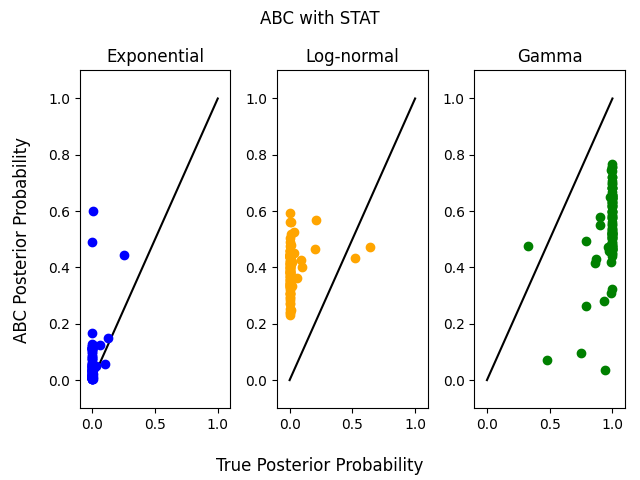 ABC with STAT
Exponential Log-normal Gamma
ABC Posterior Probability
1.0 1.0 1.0
0.8 0.8 0.8
0.6 0.6 0.6
0.4 0.4 0.4
0.2 0.2 0.2
0.0 0.0 0.0
0.0 0.5 1.0 0.0 0.5 1.0 0.0 0.5 1.0
True Posterior Probability